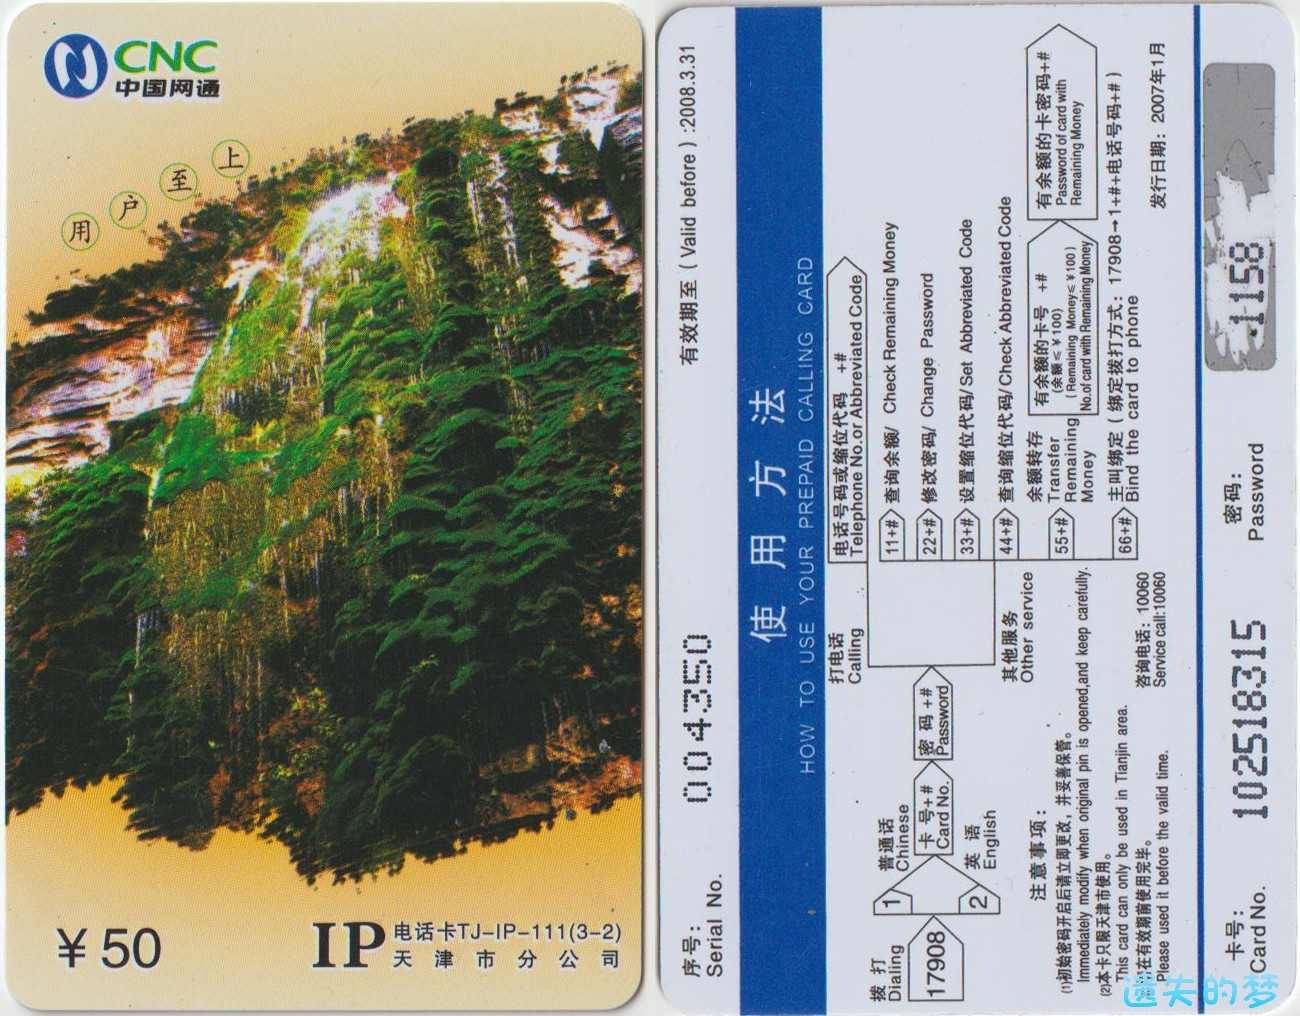 CNC
中国网通
用户至上
¥50
IP
电话卡TJ-IP-111(3-2)
天津市分公司
序号:
Serial No.
004350
有效期至 ( Valid before ) :2008.3.31
使用方法
HOW TO USE YOUR PREPAID CALLING CARD
拨打
Dialing
17908
1
普通话
Chinese
2
英语
English
卡号+#
Card No.
密码+#
Password
打电话
Calling
电话号码或缩位代码 +#
Telephone No.or Abbreviated Code
其他服务
Other service
11+#
查询余额/ Check Remaining Money
22+#
修改密码/ Change Password
33+#
设置缩位代码/Set Abbreviated Code
44+#
查询缩位代码/Check Abbreviated Code
55+#
余额转存
Transfer
Remaining
Money
有余额的卡号 +#
(余额≤¥100)
( Remaining Money≤¥100)
No.of card with Remaining Money
有余额的卡密码+#
Password of card with
Remaining Money
66+#
主叫绑定 ( 绑定拨打方式: 17908→1+#+电话号码+# )
Bind the card to phone
注意事项:
(1)初始密码开启后请立即更改, 并妥善保管。
Immediately modify when original pin is opened,and keep carefully.
(2)本卡只限天津市使用。
This card can only be used in Tianjin area.
在有效期前使用完毕。
Please used it before the valid time.
咨询电话: 10060
Service call:10060
发行日期: 2007年1月
卡号:
Card No.
102518315
密码:
Password
1158
遗失的梦